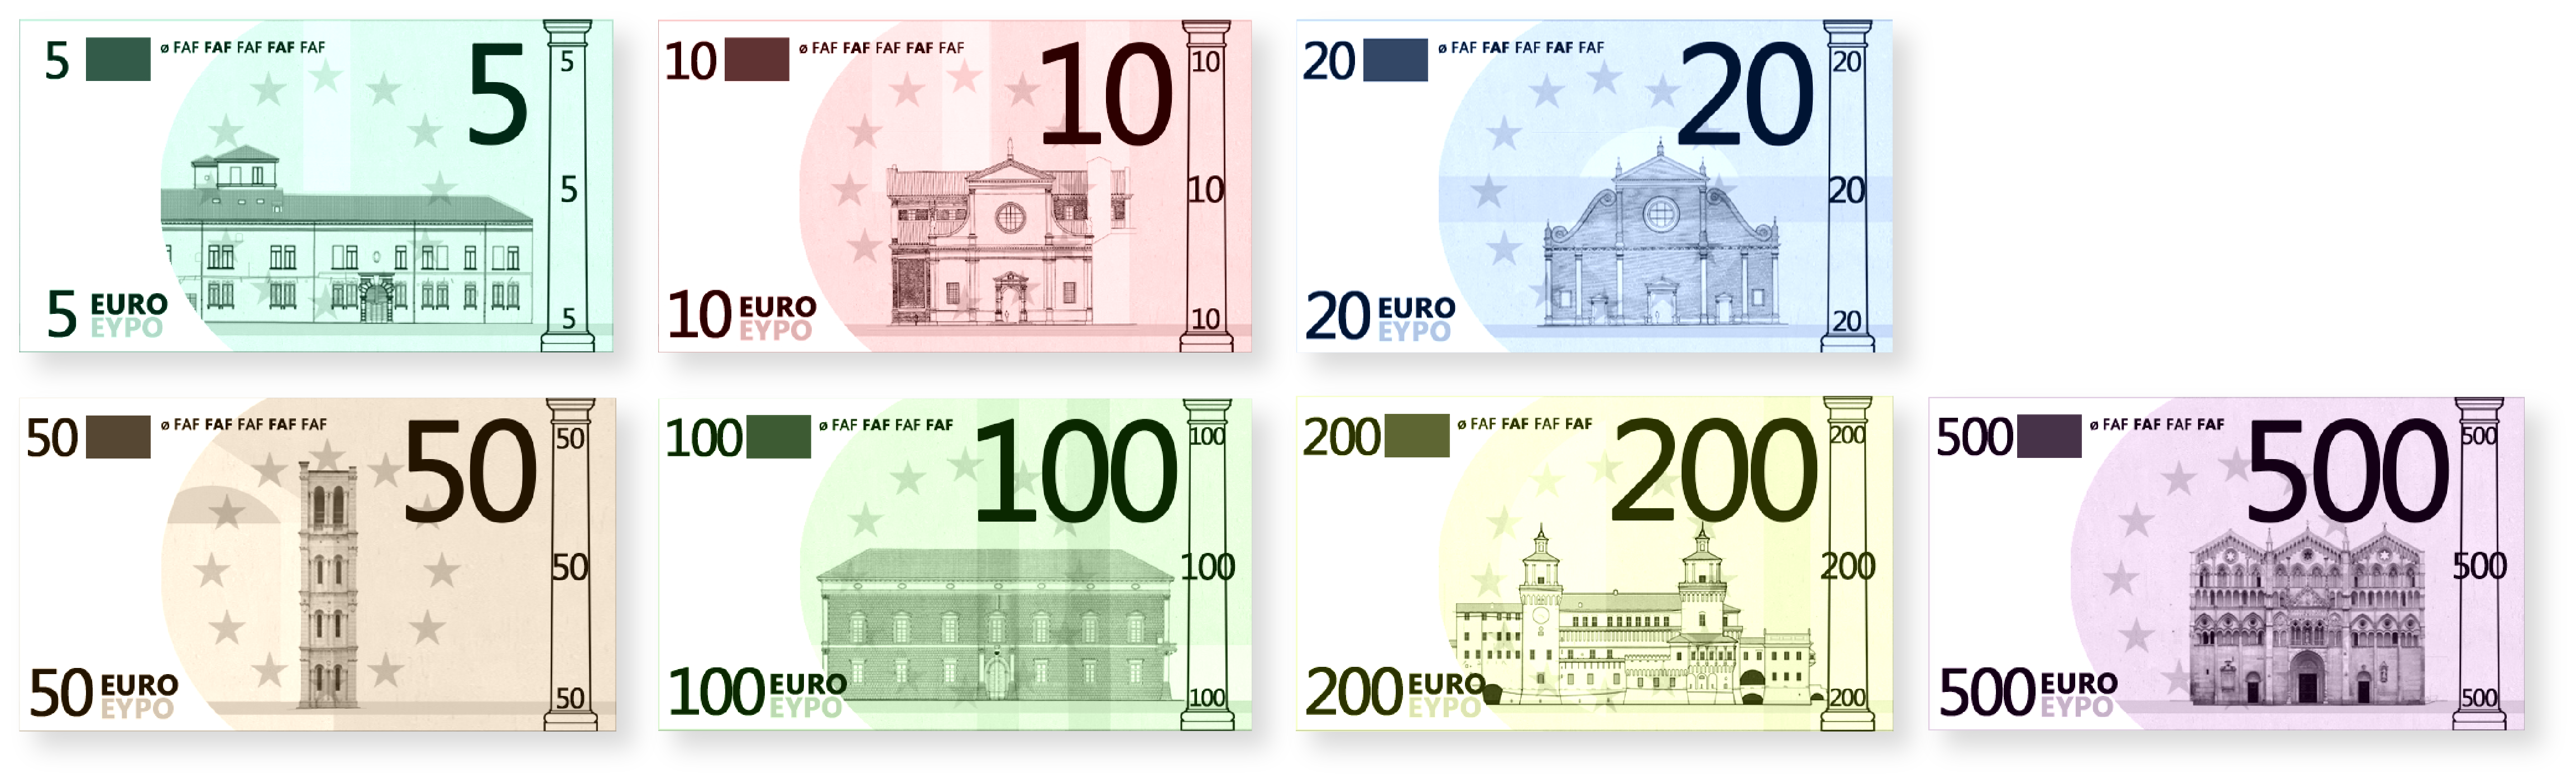 5 ø FAF FAF FAF FAF FAF 5 5
5
5 EURO 5
EYPO
10 ø FAF FAF FAF FAF FAF 10 10
10
10 EURO 10
EYPO
20 ø FAF FAF FAF FAF FAF 20 20
20
20 EURO 20
EYPO
50 ø FAF FAF FAF FAF FAF 50 50
50
50 EURO 50
EYPO
100 ø FAF FAF FAF FAF 100 100
100
100 EURO 100
EYPO
200 ø FAF FAF FAF FAF 200 200
200
200 EURO 200
EYPO
500 ø FAF FAF FAF FAF 500 500
500
500 EURO 500
EYPO